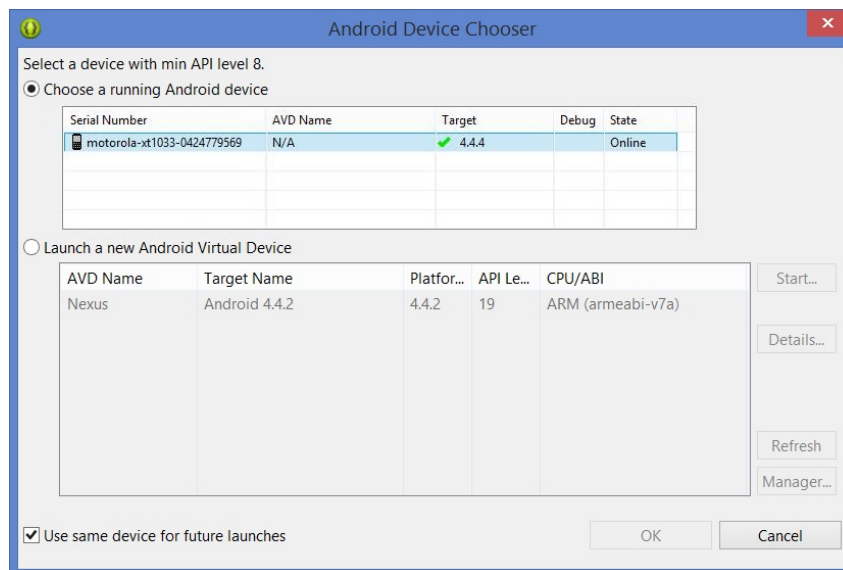 Android Device Chooser
Select a device with min API level 8.
Choose a running Android device
Serial Number AVD Name Target Debug State
motorola-xt1033-0424779569 N/A 4.4.4 Online
Launch a new Android Virtual Device
AVD Name Target Name Platfor... API Le... CPU/ABI
Nexus Android 4.4.2 4.4.2 19 ARM (armeabi-v7a)
Start...
Details...
Refresh
Manager...
Use same device for future launches
OK Cancel